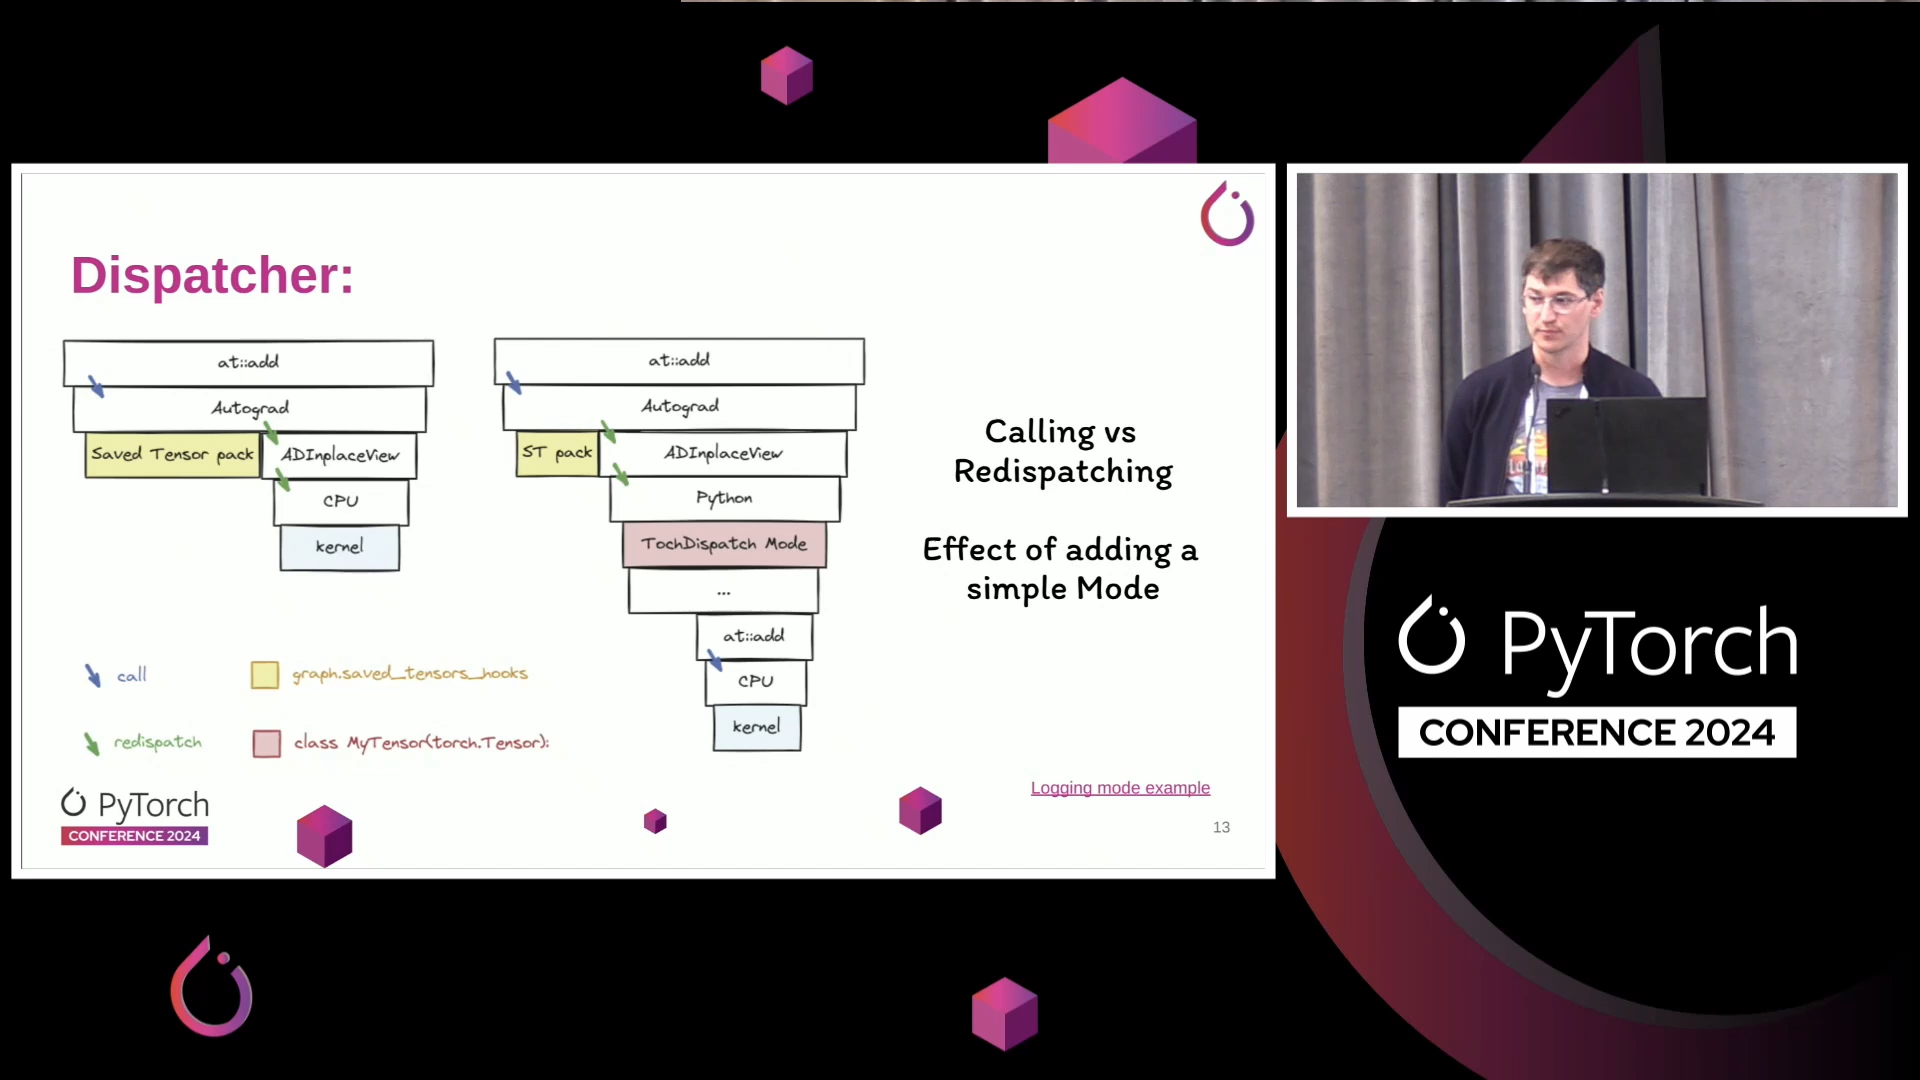 Dispatcher:
at::add
Autograd
Saved Tensor pack
ADInplaceView
CPU
kernel
at::add
Autograd
ST pack
ADInplaceView
Python
TochDispatch Mode
...
at::add
CPU
kernel
Calling vs
Redispatching
Effect of adding a
simple Mode
call
graph.saved_tensors_hooks
redispatch
class MyTensor(torch.Tensor):
Logging mode example
13
PyTorch
CONFERENCE 2024
PyTorch
CONFERENCE 2024